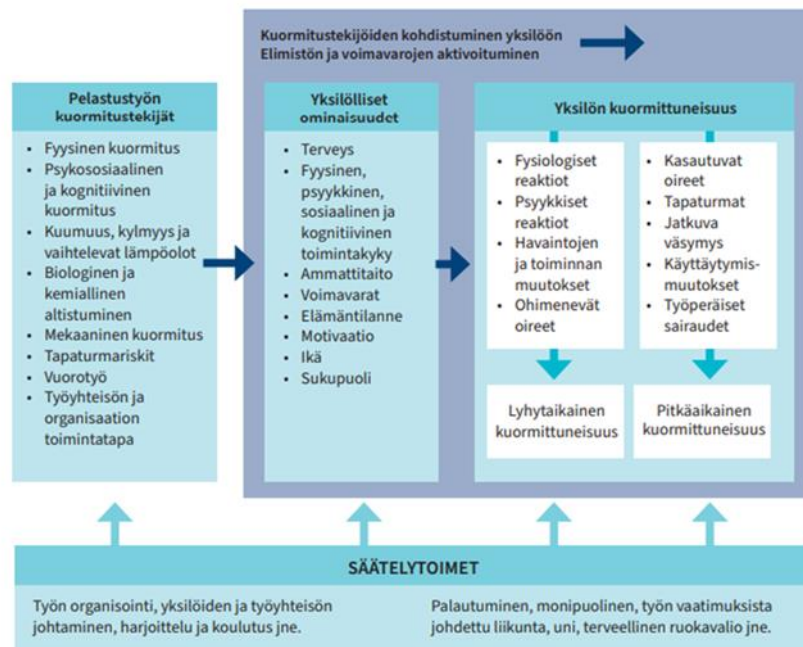 Kuormitustekijöiden kohdistuminen yksilöön
Elimistön ja voimavarojen aktivoituminen
Pelastustyön
kuormitustekijät
• Fyysinen kuormitus
• Psykososiaalinen
ja kognitiivinen
kuormitus
• Kuumuus, kylmyys ja
vaihtelevat lämpöolot
• Biologinen ja
kemiallinen
altistuminen
• Mekaaninen kuormitus
• Tapaturmariskit
• Vuorotyö
• Työyhteisön ja
organisaation
toimintatapa
Yksilölliset
ominaisuudet
• Terveys
• Fyysinen,
psyykkinen,
sosiaalinen ja
kognitiivinen
toimintakyky
• Ammattitaito
• Voimavarat
• Elämäntilanne
• Motivaatio
• Ikä
• Sukupuoli
Yksilön kuormittuneisuus
• Fysiologiset
reaktiot
• Psyykkiset
reaktiot
• Havaintojen
ja toiminnan
muutokset
• Ohimenevät
oireet
Lyhytaikainen
kuormittuneisuus
• Kasautuvat
oireet
• Tapaturmat
• Jatkuva
väsymys
• Käyttäytymis-
muutokset
• Työperäiset
sairaudet
Pitkäaikainen
kuormittuneisuus
SÄÄTELYTOIMET
Työn organisointi, yksilöiden ja työyhteisön
johtaminen, harjoittelu ja koulutus jne.
Palautuminen, monipuolinen, työn vaatimuksista
johdettu liikunta, uni, terveellinen ruokavalio jne.